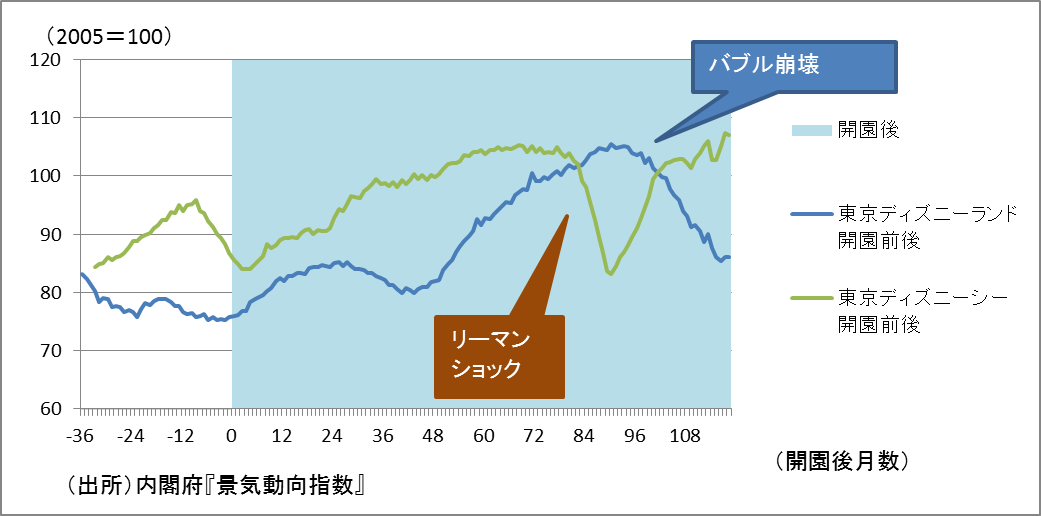 （2005＝100）
120
110
100
90
80
70
60
-36 -24 -12 0 12 24 36 48 60 72 84 96 108
（開園後月数）
バブル崩壊
リーマン
ショック
開園後
東京ディズニーランド
開園前後
東京ディズニーシー
開園前後
（出所）内閣府『景気動向指数』